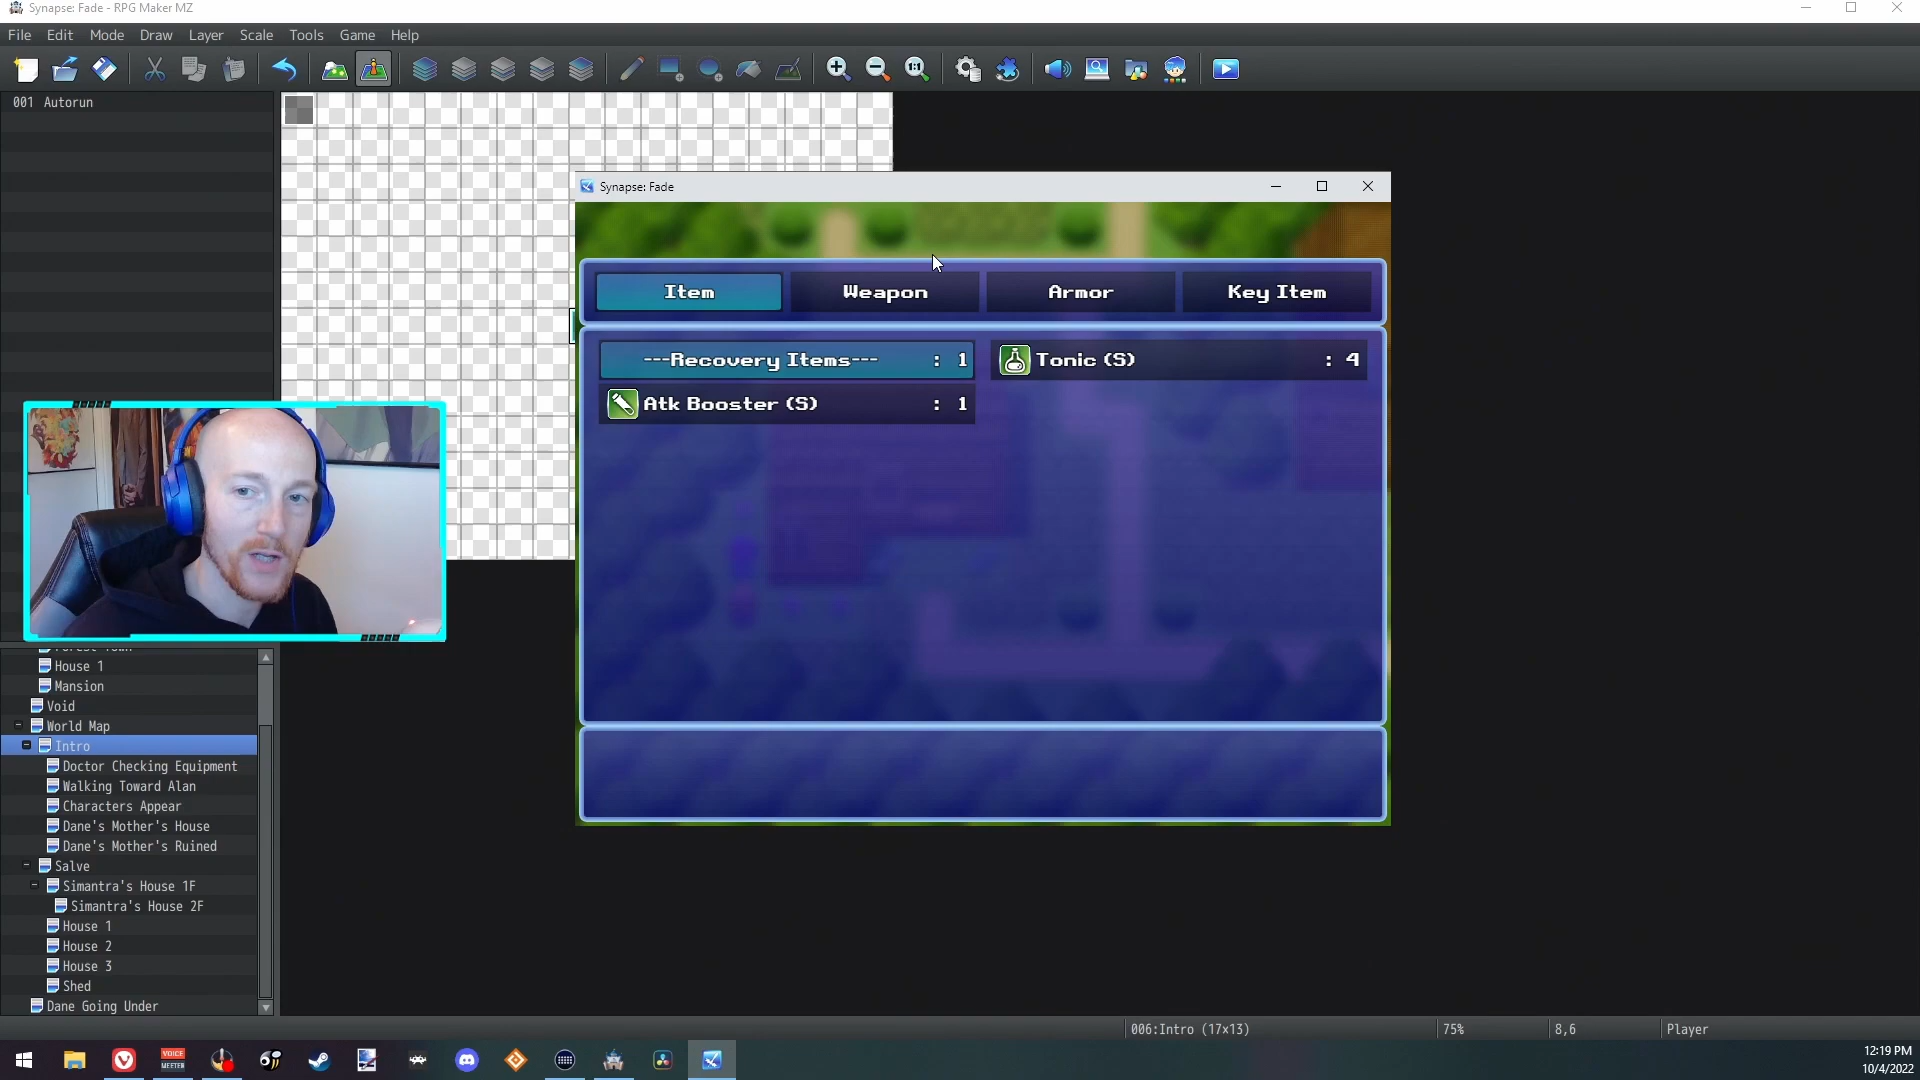 Synapse: Fade - RPG Maker MZ
File Edit Mode Draw Layer Scale Tools Game Help
1:1
001 Autorun
Synapse: Fade
Item Weapon Armor Key Item
---Recovery Items--- : 1 Tonic (S) : 4
Atk Booster (S) : 1
House 1
Mansion
Void
World Map
Intro
Doctor Checking Equipment
Walking Toward Alan
Characters Appear
Dane's Mother's House
Dane's Mother's Ruined
Salve
Simantra's House 1F
Simantra's House 2F
House 1
House 2
House 3
Shed
Dane Going Under
006:Intro (17x13) 75% 8,6 Player
VOICE
MEETER
12:19 PM
10/4/2022